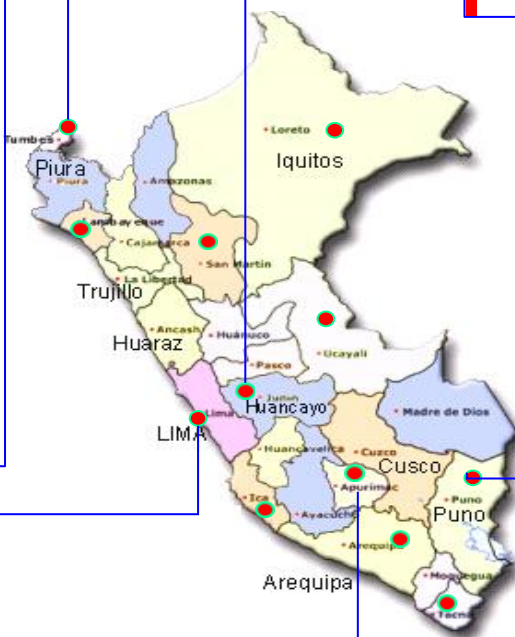 Loreto
Iquitos
Tumbes
Piura
Piura
Amazonas
Lambayeque
Cajamarca
San Martin
La Libertad
Trujillo
Ancash
Huánuco
Huaraz
Ucayali
Pasco
Junin
Huancayo
Lima
LIMA
Madre de Dios
Huancavelica
Cuzco
Cusco
Apurimac
Ica
Ayacucho
Puno
Puno
Arequipa
Arequipa
Moquegua
Tacna